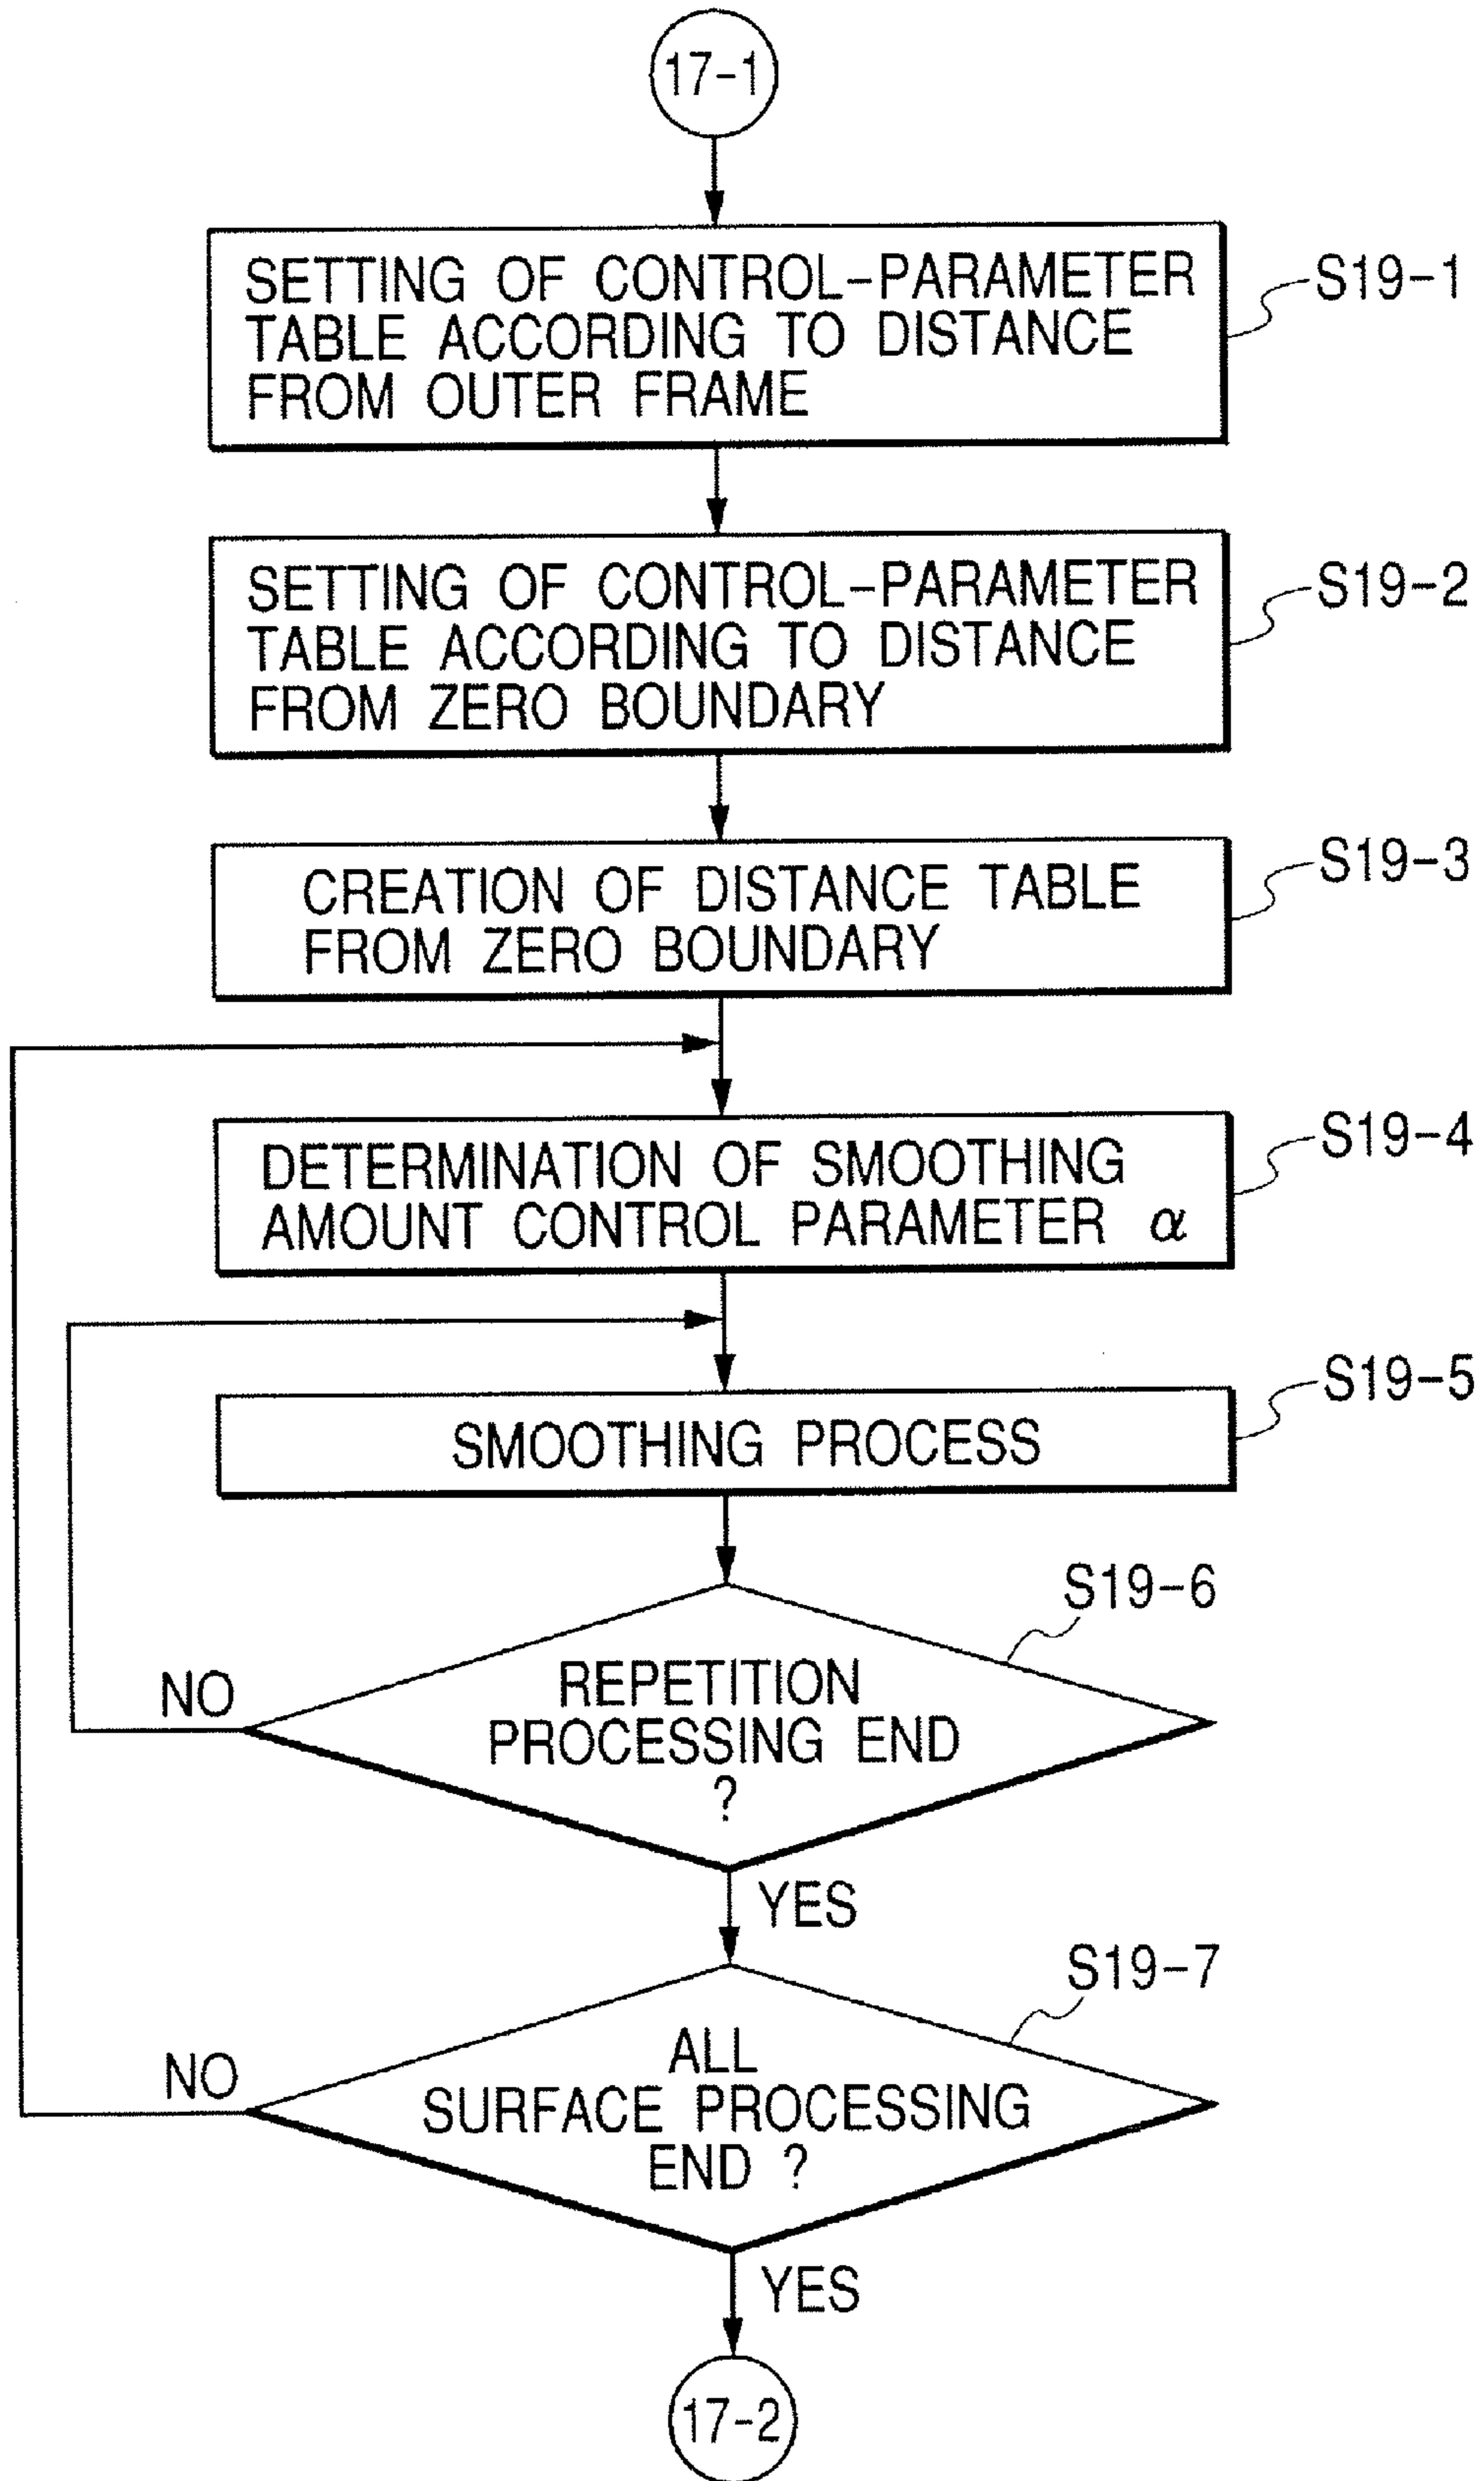 17-1
SETTING OF CONTROL-PARAMETER
TABLE ACCORDING TO DISTANCE
FROM OUTER FRAME
S19-1
SETTING OF CONTROL-PARAMETER
TABLE ACCORDING TO DISTANCE
FROM ZERO BOUNDARY
S19-2
CREATION OF DISTANCE TABLE
FROM ZERO BOUNDARY
S19-3
DETERMINATION OF SMOOTHING
AMOUNT CONTROL PARAMETER α
S19-4
SMOOTHING PROCESS
S19-5
S19-6
REPETITION
PROCESSING END
?
NO
YES
S19-7
ALL
SURFACE PROCESSING
END ?
NO
YES
17-2